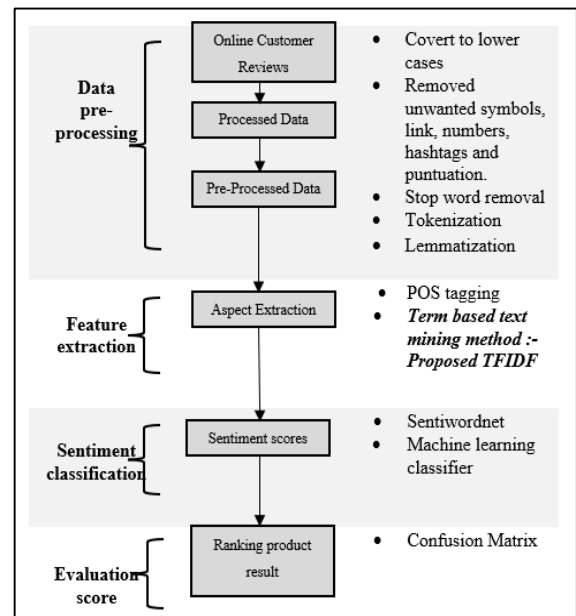 Data
pre-
processing
Online Customer
Reviews
Processed Data
Pre-Processed Data
• Covert to lower
cases
• Removed
unwanted symbols,
link, numbers,
hashtags and
puntuation.
• Stop word removal
• Tokenization
• Lemmatization
Feature
extraction
Aspect Extraction
• POS tagging
• Term based text
mining method :-
Proposed TFIDF
Sentiment
classification
Sentiment scores
• Sentiwordnet
• Machine learning
classifier
Evaluation
score
Ranking product
result
• Confusion Matrix